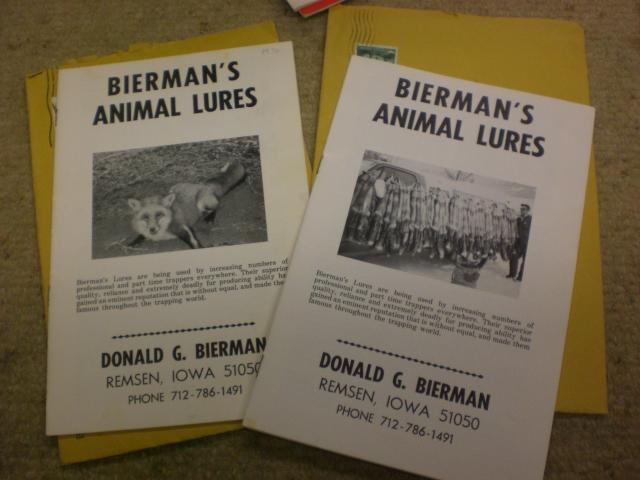 1976
BIERMAN'S
ANIMAL LURES
Bierman's Lures are being used by increasing numbers of
professional and part time trappers everywhere. Their superior
quality, reliance and extremely deadly fur producing ability has
gained an eminent reputation that is without equal, and made them
famous throughout the trapping world.
DONALD G. BIERMAN
REMSEN, IOWA 51050
PHONE 712-786-1491
BIERMAN'S
ANIMAL LURES
Bierman's Lures are being used by increasing numbers of
professional and part time trappers everywhere. Their superior
quality, reliance and extremely deadly fur producing ability has
gained an eminent reputation that is without equal, and made them
famous throughout the trapping world.
DONALD G. BIERMAN
REMSEN, IOWA 51050
PHONE 712-786-1491